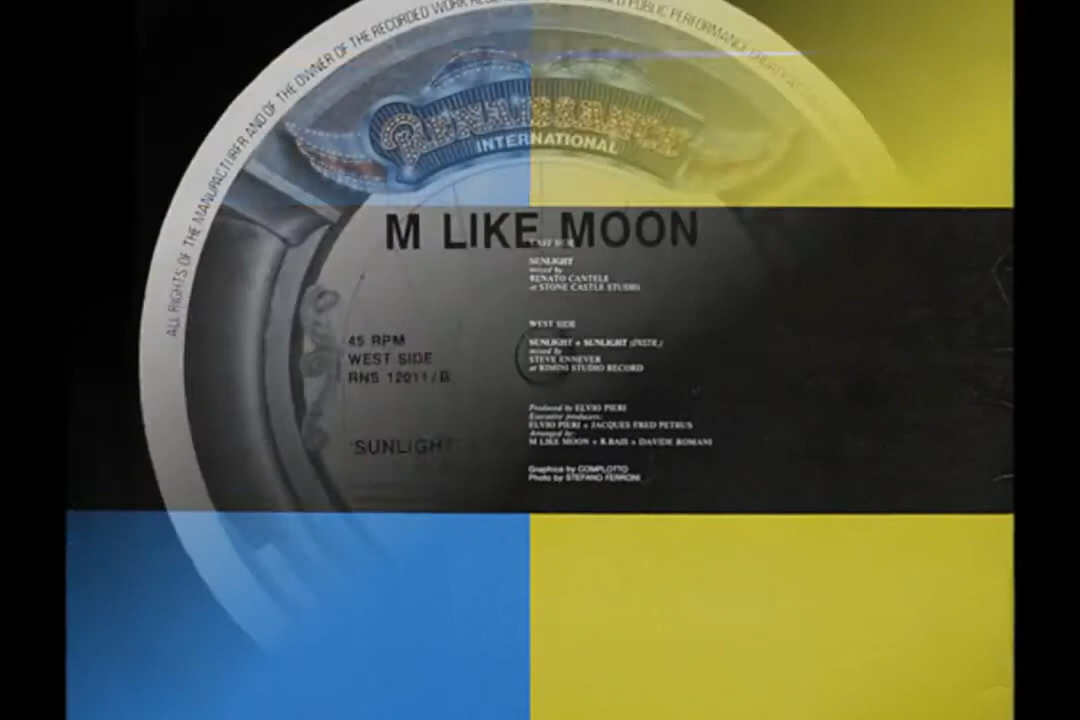 ALL RIGHTS OF THE MANUFACTURER AND OF THE OWNER OF THE RECORDED WORK PUBLIC PERFORMANCE
RENAISSANCE
INTERNATIONAL
M LIKE MOON
EAST SIDE
SUNLIGHT
mixed by
RENATO CANTELE
at STONE CASTLE STUDIO
45 RPM
WEST SIDE
RNS 12011/B
WEST SIDE
SUNLIGHT + SUNLIGHT (INSTR.)
mixed by
STEVE ENNEVER
at RIMINI STUDIO RECORD
Produced by ELVIO PIERI
Executive producers:
ELVIO PIERI + JACQUES FRED PETRUS
Arranged by:
M LIKE MOON + R.BAIS + DAVIDE ROMANI
SUNLIGHT
Graphics by COMPLOTTO
Photo by STEFANO FERRONI